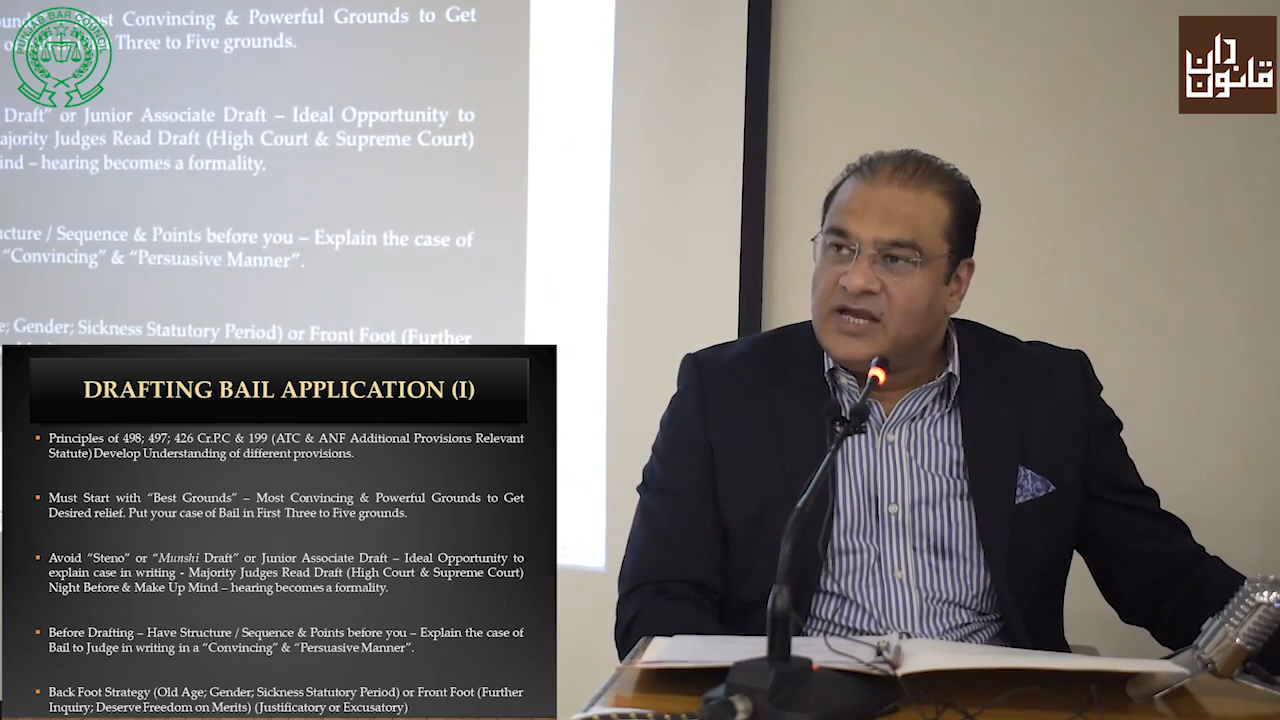 ost Convincing & Powerful Grounds to Get
Three to Five grounds.
PUNJAB BAR COUNCIL
قانون دان
Draft" or Junior Associate Draft – Ideal Opportunity to
ajority Judges Read Draft (High Court & Supreme Court)
ind – hearing becomes a formality.
ucture / Sequence & Points before you – Explain the case of
"Convincing" & "Persuasive Manner".
e; Gender; Sickness Statutory Period) or Front Foot (Further
DRAFTING BAIL APPLICATION (I)
▪ Principles of 498; 497; 426 Cr.P.C & 199 (ATC & ANF Additional Provisions Relevant
Statute) Develop Understanding of different provisions.
▪ Must Start with "Best Grounds" – Most Convincing & Powerful Grounds to Get
Desired relief. Put your case of Bail in First Three to Five grounds.
▪ Avoid "Steno" or "Munshi Draft" or Junior Associate Draft – Ideal Opportunity to
explain case in writing - Majority Judges Read Draft (High Court & Supreme Court)
Night Before & Make Up Mind – hearing becomes a formality.
▪ Before Drafting – Have Structure / Sequence & Points before you – Explain the case of
Bail to Judge in writing in a "Convincing" & "Persuasive Manner".
▪ Back Foot Strategy (Old Age; Gender; Sickness Statutory Period) or Front Foot (Further
Inquiry; Deserve Freedom on Merits) (Justificatory or Excusatory)